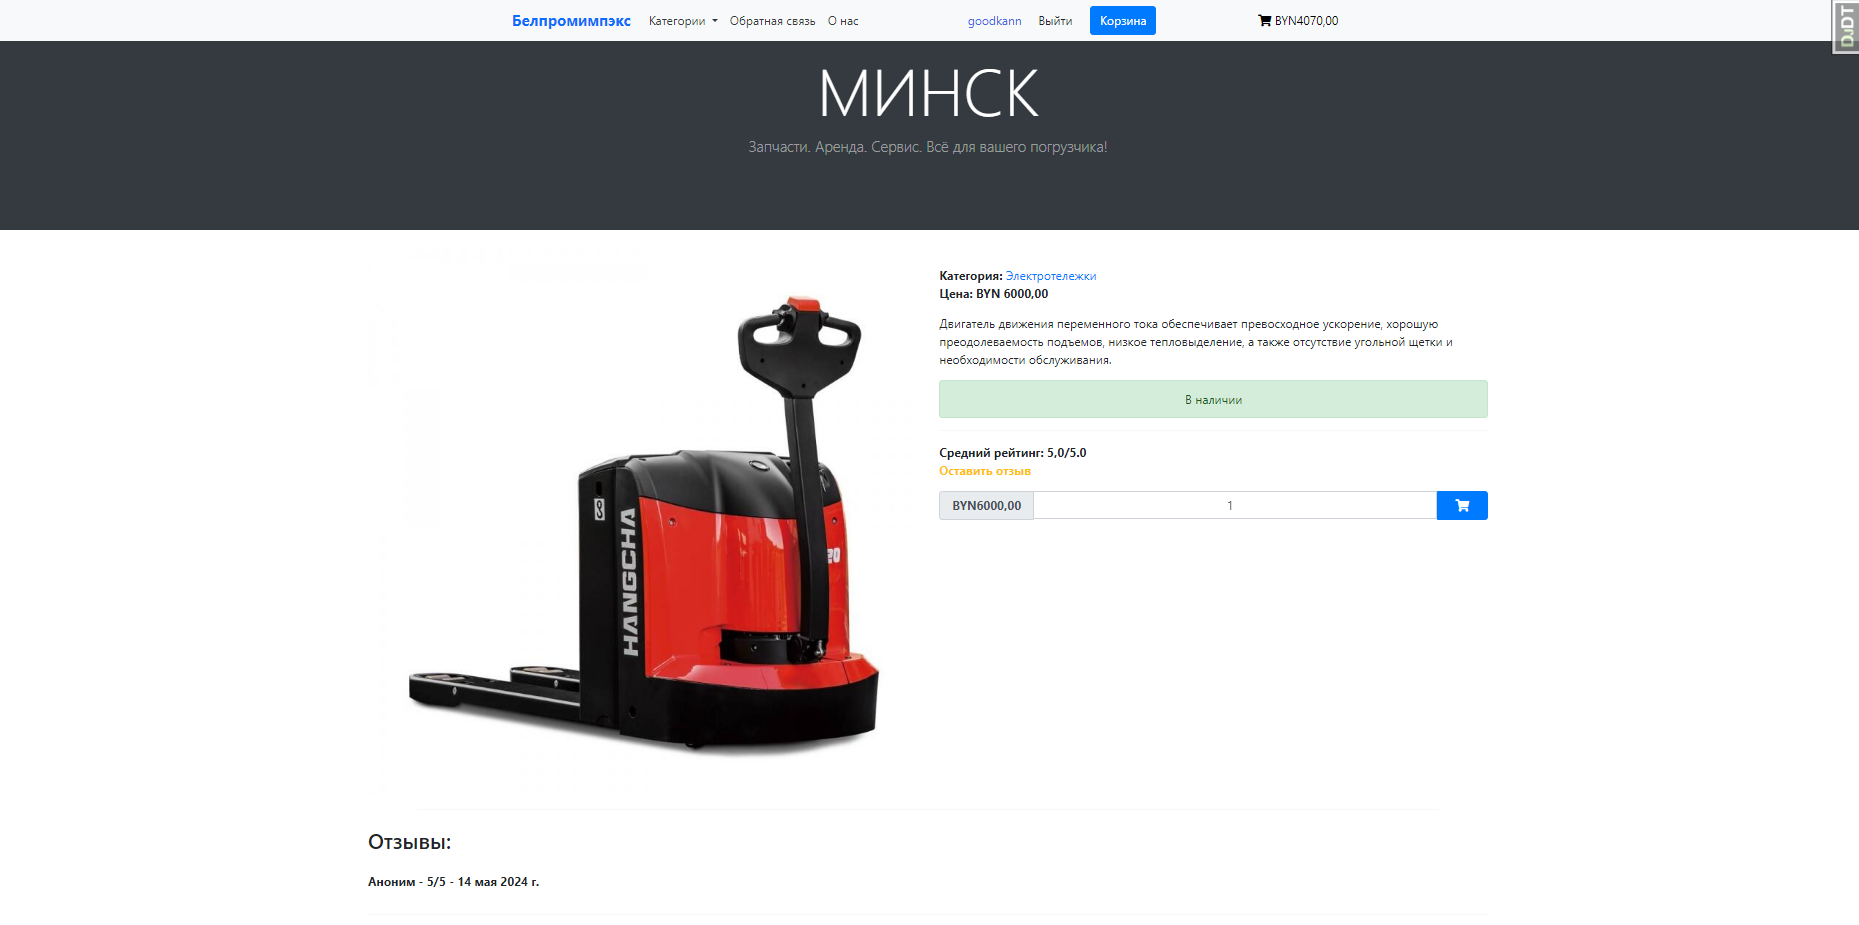 Белпромимпэкс Категории Обратная связь О нас goodkann Выйти Корзина BYN4070,00
DJDT
МИНСК
Запчасти. Аренда. Сервис. Всё для вашего погрузчика!
Категория: Электротележки
Цена: BYN 6000,00
Двигатель движения переменного тока обеспечивает превосходное ускорение, хорошую
преодолеваемость подъемов, низкое тепловыделение, а также отсутствие угольной щетки и
необходимости обслуживания.
В наличии
Средний рейтинг: 5,0/5.0
Оставить отзыв
BYN6000,00 1
HANGCHA
20
Отзывы:
Аноним - 5/5 - 14 мая 2024 г.